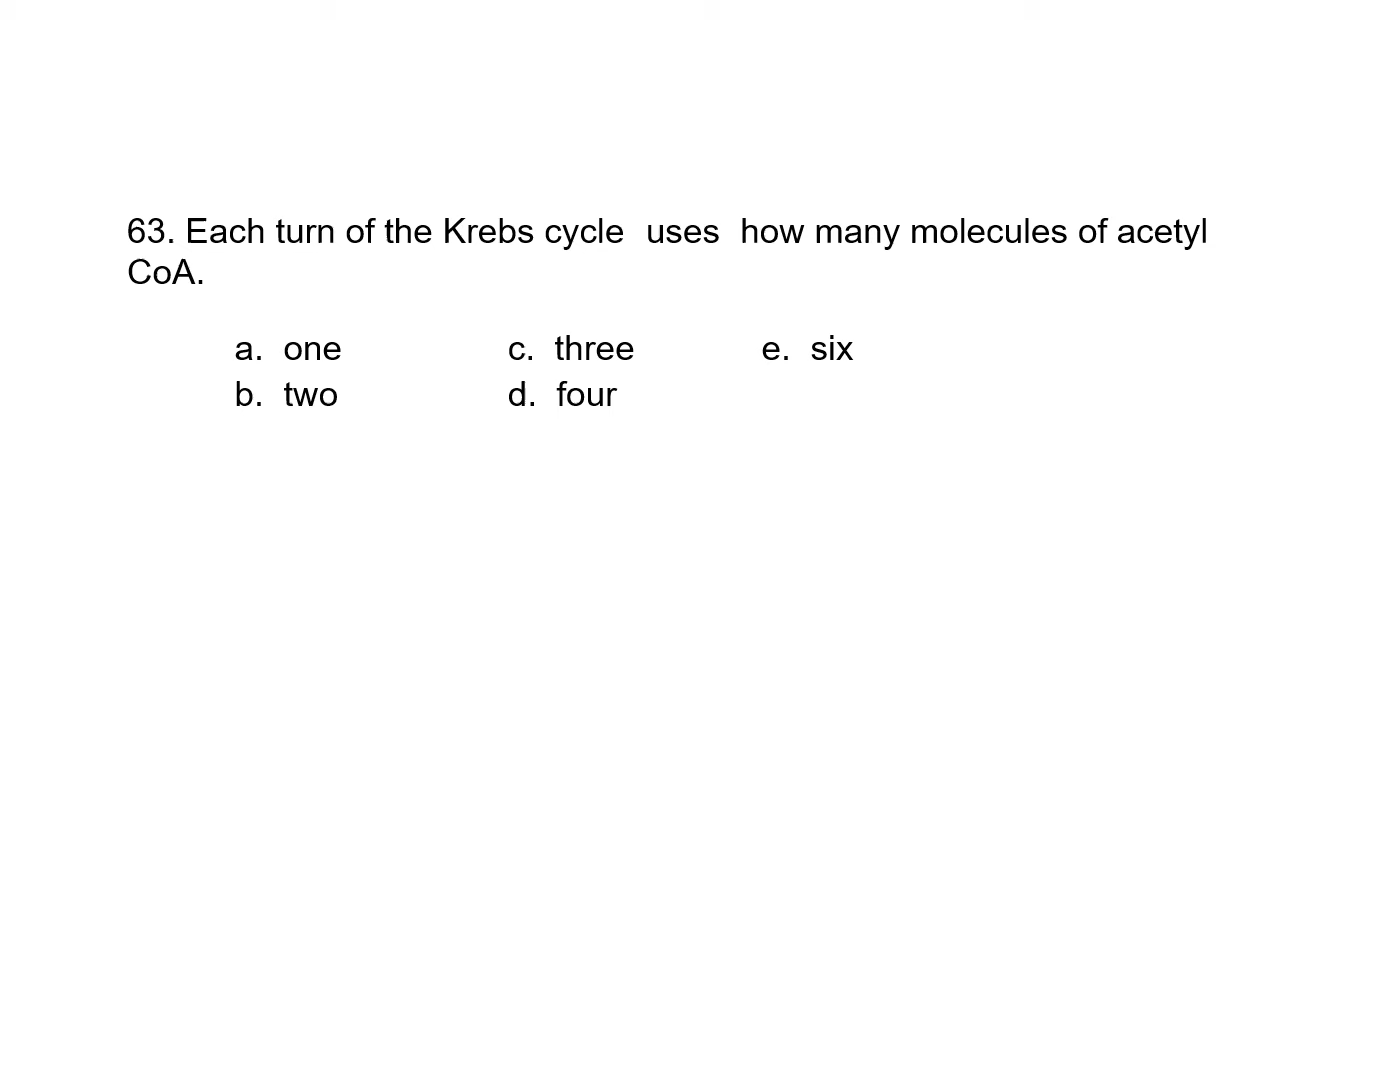 63. Each turn of the Krebs cycle  uses  how many molecules of acetyl
CoA.
a.  one    c.  three    e.  six
b.  two    d.  four